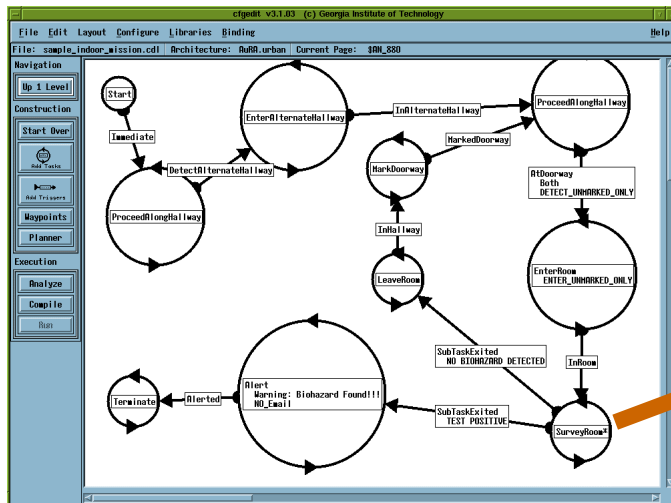 cfgedit v3.1.03 (c) Georgia Institute of Technology
File Edit Layout Configure Libraries Binding Help
File: sample_indoor_mission.cdl Architecture: AuRA.urban Current Page: $AN_880
Navigation
Up 1 Level
Construction
Start Over
Add Tasks
Add Triggers
Waypoints
Planner
Execution
Analyze
Compile
Run
Start
Immediate
ProceedAlongHallway
DetectAlternateHallway
EnterAlternateHallway
InAlternateHallway
ProceedAlongHallway
MarkedDoorway
MarkDoorway
AtDoorway
Both
DETECT_UNMARKED_ONLY
InHallway
LeaveRoom
EnterRoom
ENTER_UNMARKED_ONLY
SubTaskExited
NO BIOHAZARD DETECTED
InRoom
Alert
Warning: Biohazard Found!!!
NO_Email
Alerted
Terminate
SubTaskExited
TEST POSITIVE
SurveyRoom*